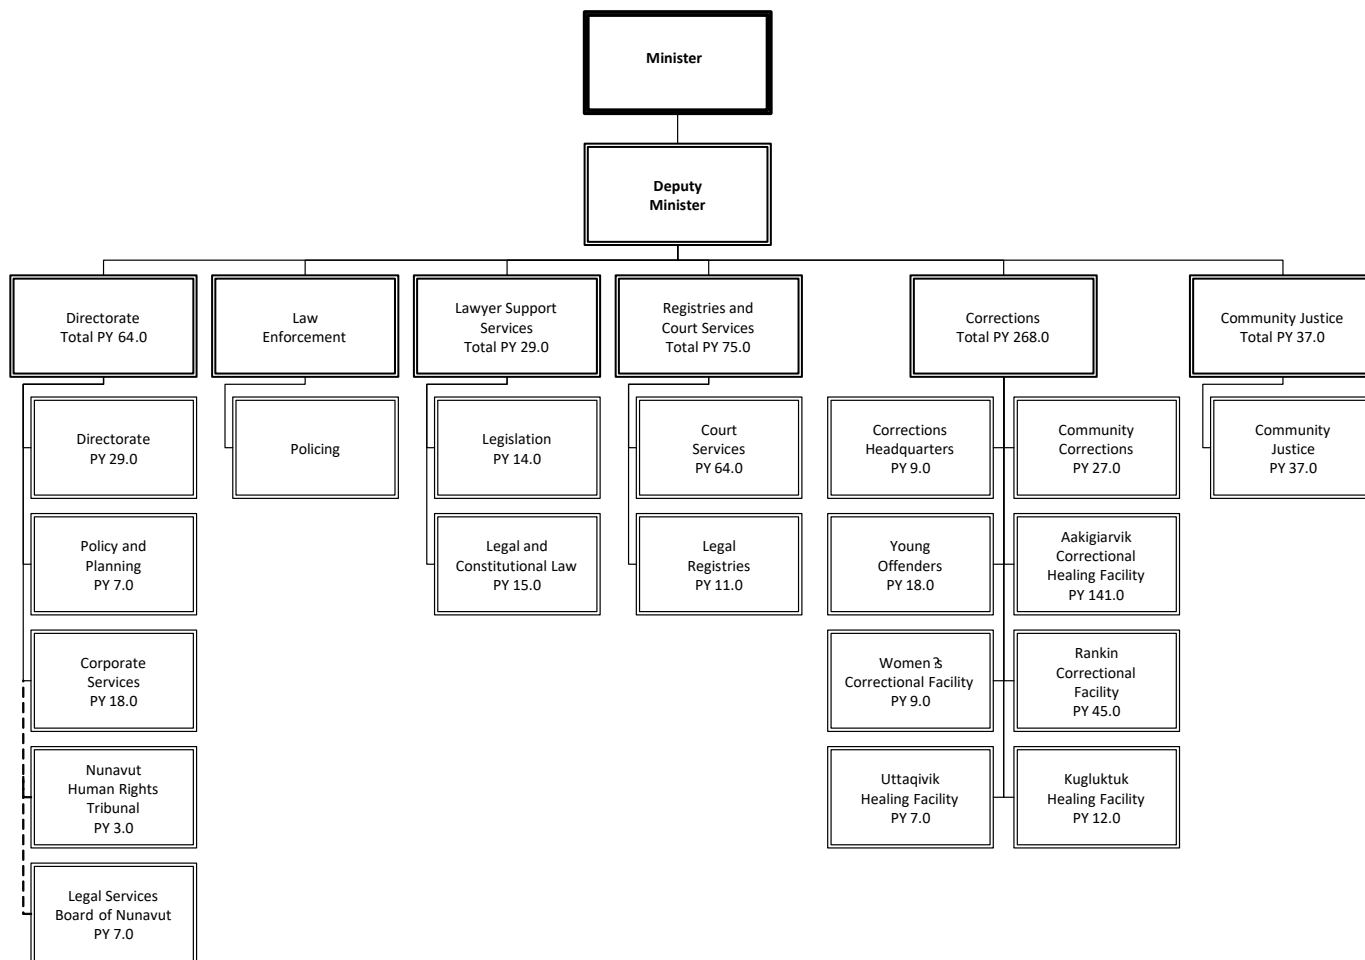 Minister
Deputy
Minister
Directorate
Total PY 64.0
Law
Enforcement
Lawyer Support
Services
Total PY 29.0
Registries and
Court Services
Total PY 75.0
Corrections
Total PY 268.0
Community Justice
Total PY 37.0
Directorate
PY 29.0
Policy and
Planning
PY 7.0
Corporate
Services
PY 18.0
Nunavut
Human Rights
Tribunal
PY 3.0
Legal Services
Board of Nunavut
PY 7.0
Policing
Legislation
PY 14.0
Legal and
Constitutional Law
PY 15.0
Court
Services
PY 64.0
Legal
Registries
PY 11.0
Corrections
Headquarters
PY 9.0
Community
Corrections
PY 27.0
Young
Offenders
PY 18.0
Aakigiarvik
Correctional
Healing Facility
PY 141.0
Women?s
Correctional Facility
PY 9.0
Rankin
Correctional
Facility
PY 45.0
Uttaqivik
Healing Facility
PY 7.0
Kugluktuk
Healing Facility
PY 12.0
Community
Justice
PY 37.0